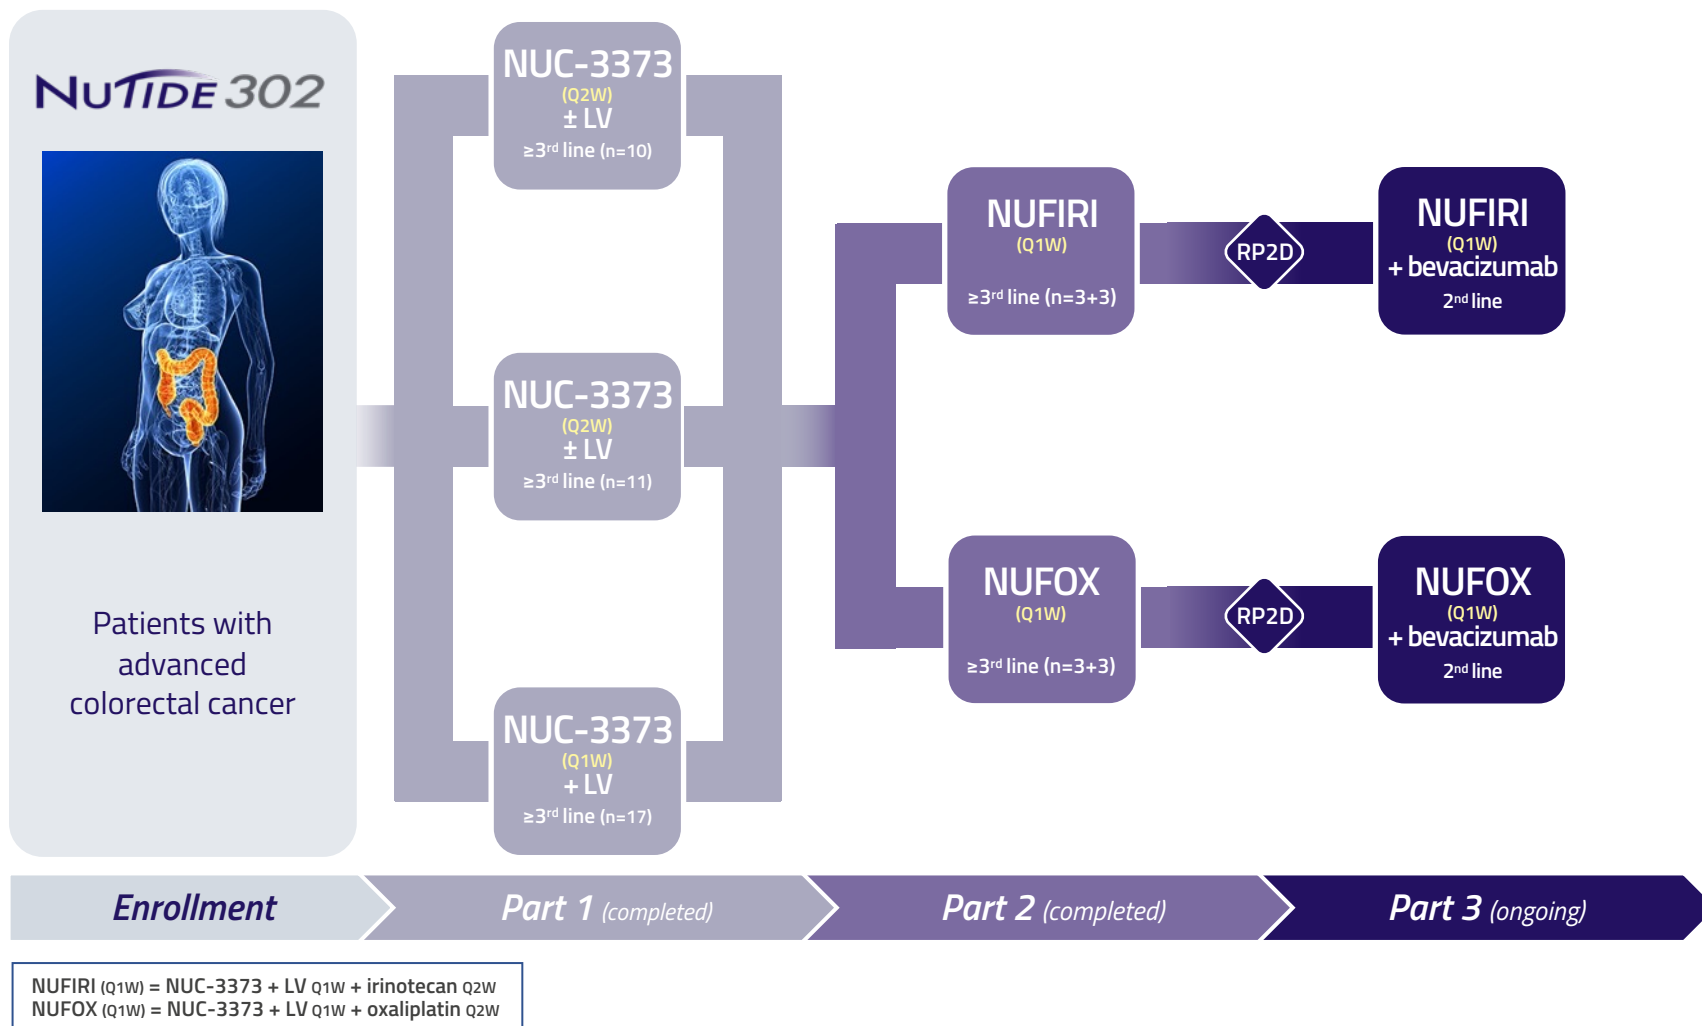 NUTIDE 302
Patients with
advanced
colorectal cancer
NUC-3373
(Q2W)
± LV
≥3rd line (n=10)
NUC-3373
(Q2W)
± LV
≥3rd line (n=11)
NUC-3373
(Q1W)
+ LV
≥3rd line (n=17)
NUFIRI
(Q1W)
≥3rd line (n=3+3)
NUFOX
(Q1W)
≥3rd line (n=3+3)
RP2D
RP2D
NUFIRI
(Q1W)
+ bevacizumab
2nd line
NUFOX
(Q1W)
+ bevacizumab
2nd line
Enrollment
Part 1 (completed)
Part 2 (completed)
Part 3 (ongoing)
NUFIRI (Q1W) = NUC-3373 + LV Q1W + irinotecan Q2W
NUFOX (Q1W) = NUC-3373 + LV Q1W + oxaliplatin Q2W